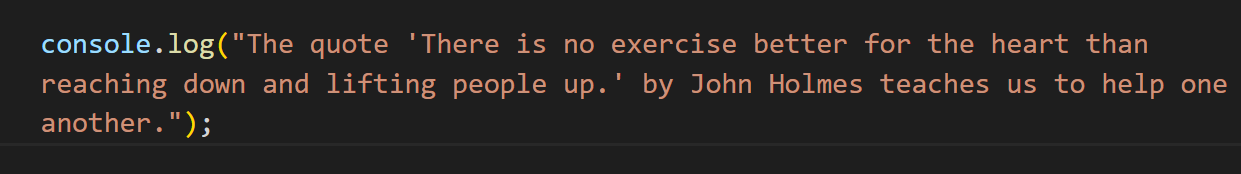 console.log("The quote 'There is no exercise better for the heart than
reaching down and lifting people up.' by John Holmes teaches us to help one
another.");